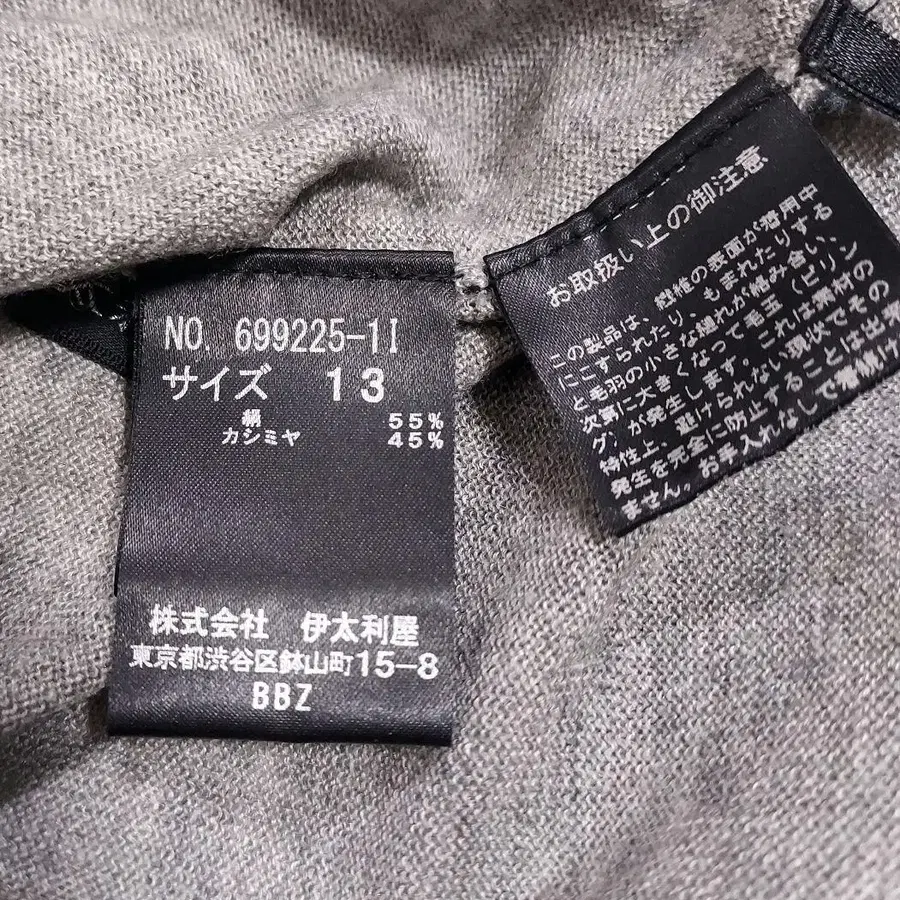 NO. 699225-1I
サイズ 13
絹 55%
カシミヤ 45%
株式会社 伊太利屋
東京都渋谷区鉢山町15-8
BBZ
お取扱い上の御注意
この製品は、繊維の表面が着用中
にこすられたり、もまれたりする
と毛羽の小さな縺れが絡み合い、
次第に大きくなって毛玉（ピリン
グ）が発生します。これは素材の
特性上、避けられない現状でその
発生を完全に防止することは出来
ません。お手入れなしで着続け